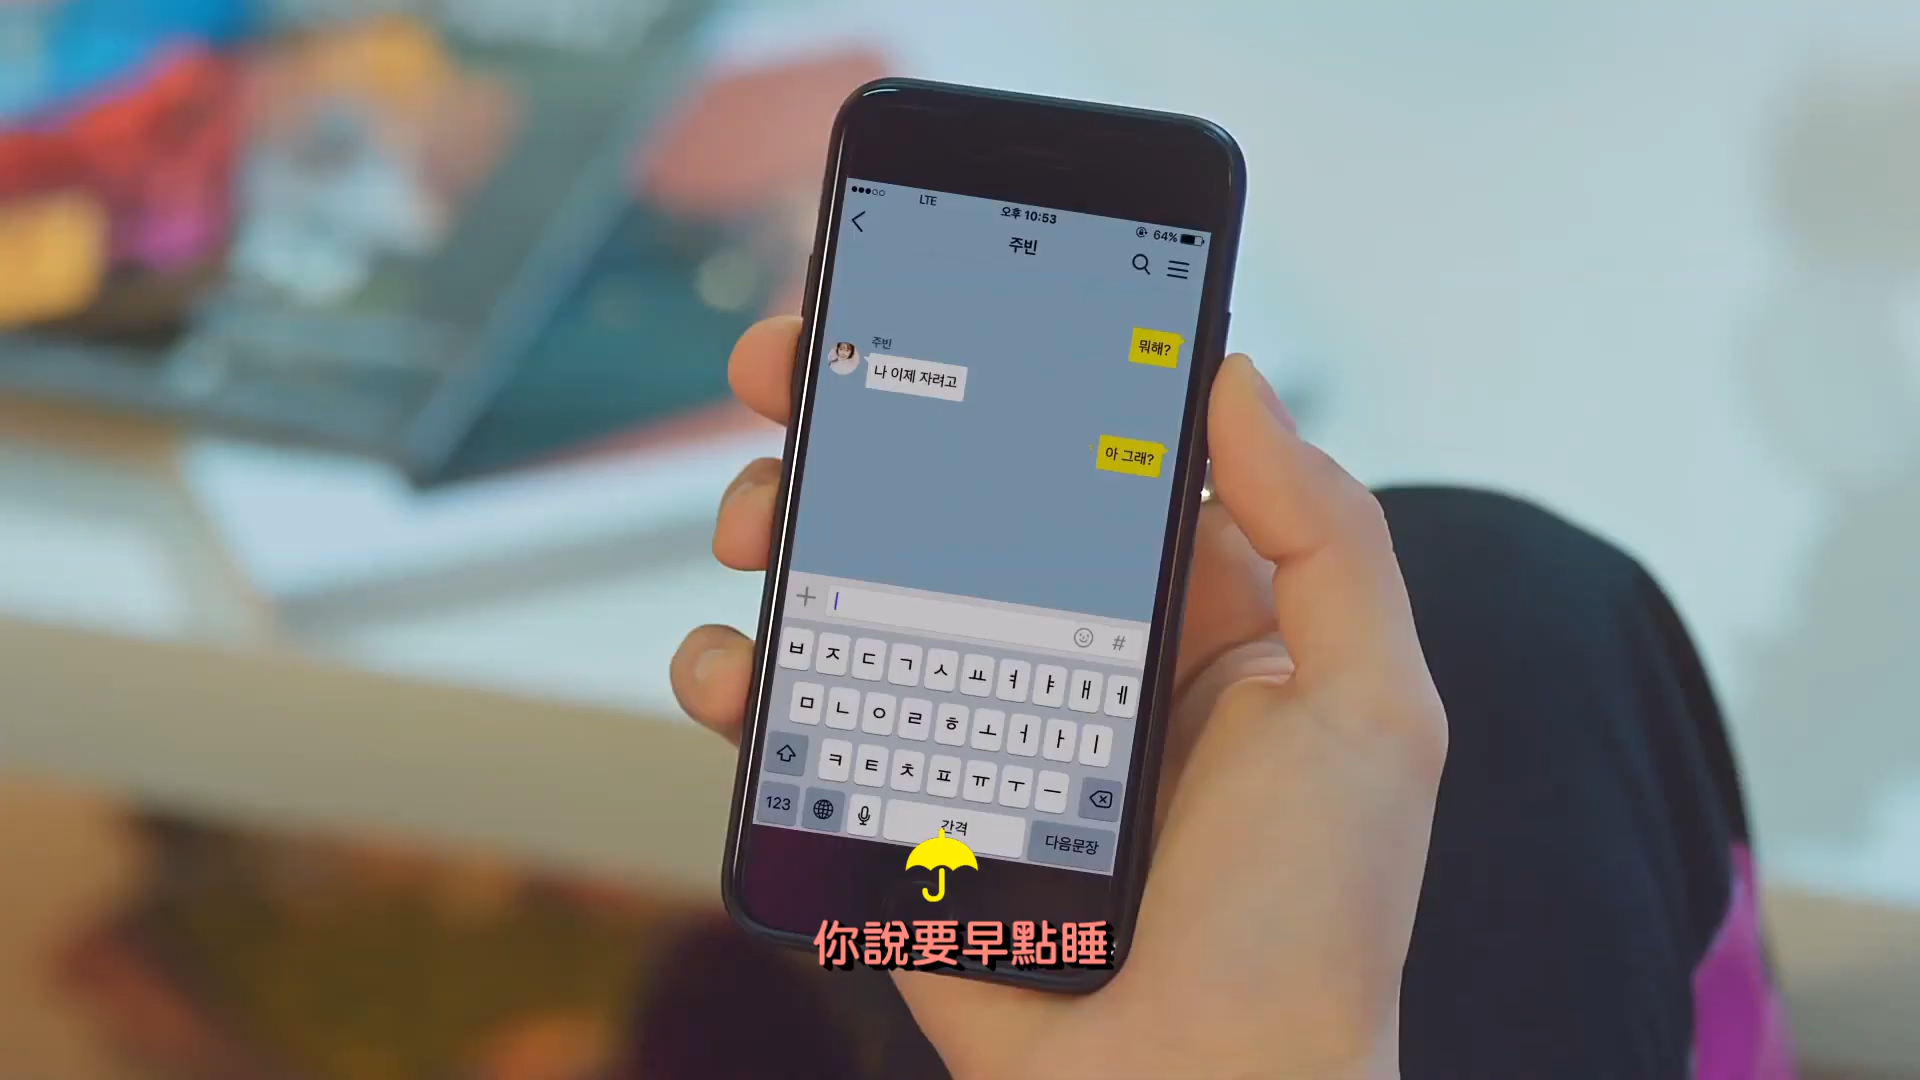 LTE
오후 10:53
64%
주빈
뭐해?
주빈
나 이제 자려고
아 그래?
#
ㅂ ㅈ ㄷ ㄱ ㅅ ㅛ ㅕ ㅑ ㅐ ㅔ
ㅁ ㄴ ㅇ ㄹ ㅎ ㅗ ㅓ ㅏ ㅣ
ㅋ ㅌ ㅊ ㅍ ㅠ ㅜ ㅡ
123 간격 다음문장
你說要早點睡